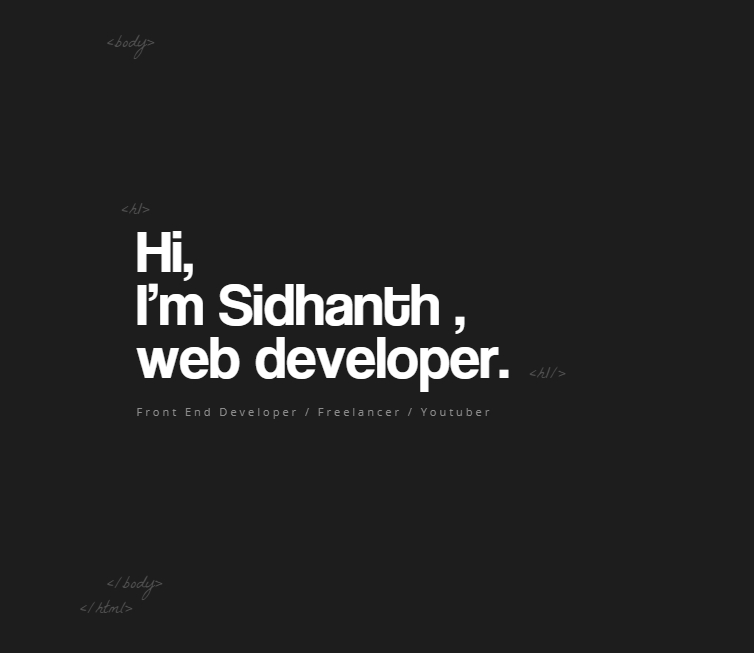 <body>
<h1>
Hi,
I'm Sidhanth ,
web developer.
<h1/>
Front End Developer / Freelancer / Youtuber
</body>
</html>